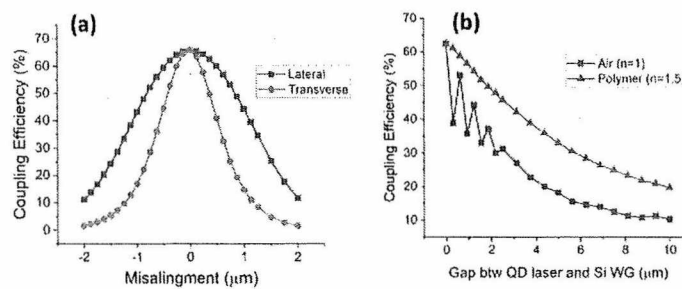 (a)
Coupling Efficiency (%)
70
60
50
40
30
20
10
0
Lateral
Transverse
-2
-1
0
1
2
Misalingment (μm)
(b)
Coupling Efficiency (%)
70
60
50
40
30
20
10
Air (n=1)
Polymer (n=1.5
0
2
4
6
8
10
Gap btw QD laser and Si WG (μm)